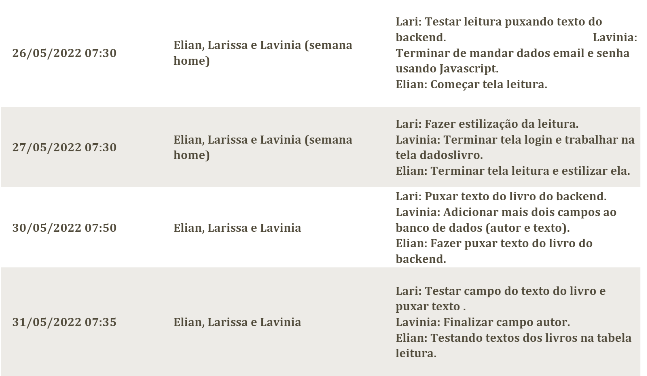 26/05/2022 07:30
Elian, Larissa e Lavinia (semana
home)
Lari: Testar leitura puxando texto do
backend. Lavinia:
Terminar de mandar dados email e senha
usando Javascript.
Elian: Começar tela leitura.
27/05/2022 07:30
Elian, Larissa e Lavinia (semana
home)
Lari: Fazer estilização da leitura.
Lavinia: Terminar tela login e trabalhar na
tela dadoslivro.
Elian: Terminar tela leitura e estilizar ela.
30/05/2022 07:50
Elian, Larissa e Lavinia
Lari: Puxar texto do livro do backend.
Lavinia: Adicionar mais dois campos ao
banco de dados (autor e texto).
Elian: Fazer puxar texto do livro do
backend.
31/05/2022 07:35
Elian, Larissa e Lavinia
Lari: Testar campo do texto do livro e
puxar texto .
Lavinia: Finalizar campo autor.
Elian: Testando textos dos livros na tabela
leitura.